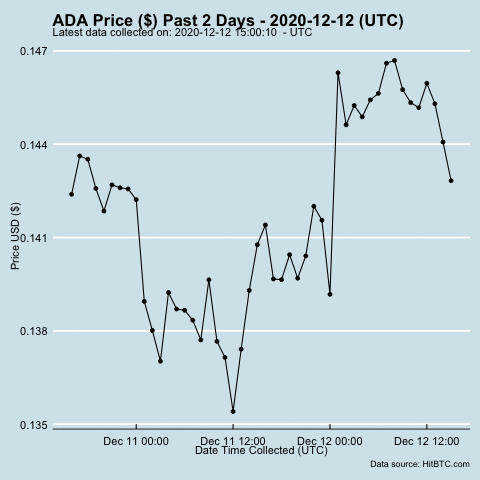 ADA Price ($) Past 2 Days - 2020-12-12 (UTC)
Latest data collected on: 2020-12-12 15:00:10  - UTC
0.147
0.144
0.141
0.138
0.135
Price USD ($)
Dec 11 00:00
Dec 11 12:00
Dec 12 00:00
Dec 12 12:00
Date Time Collected (UTC)
Data source: HitBTC.com